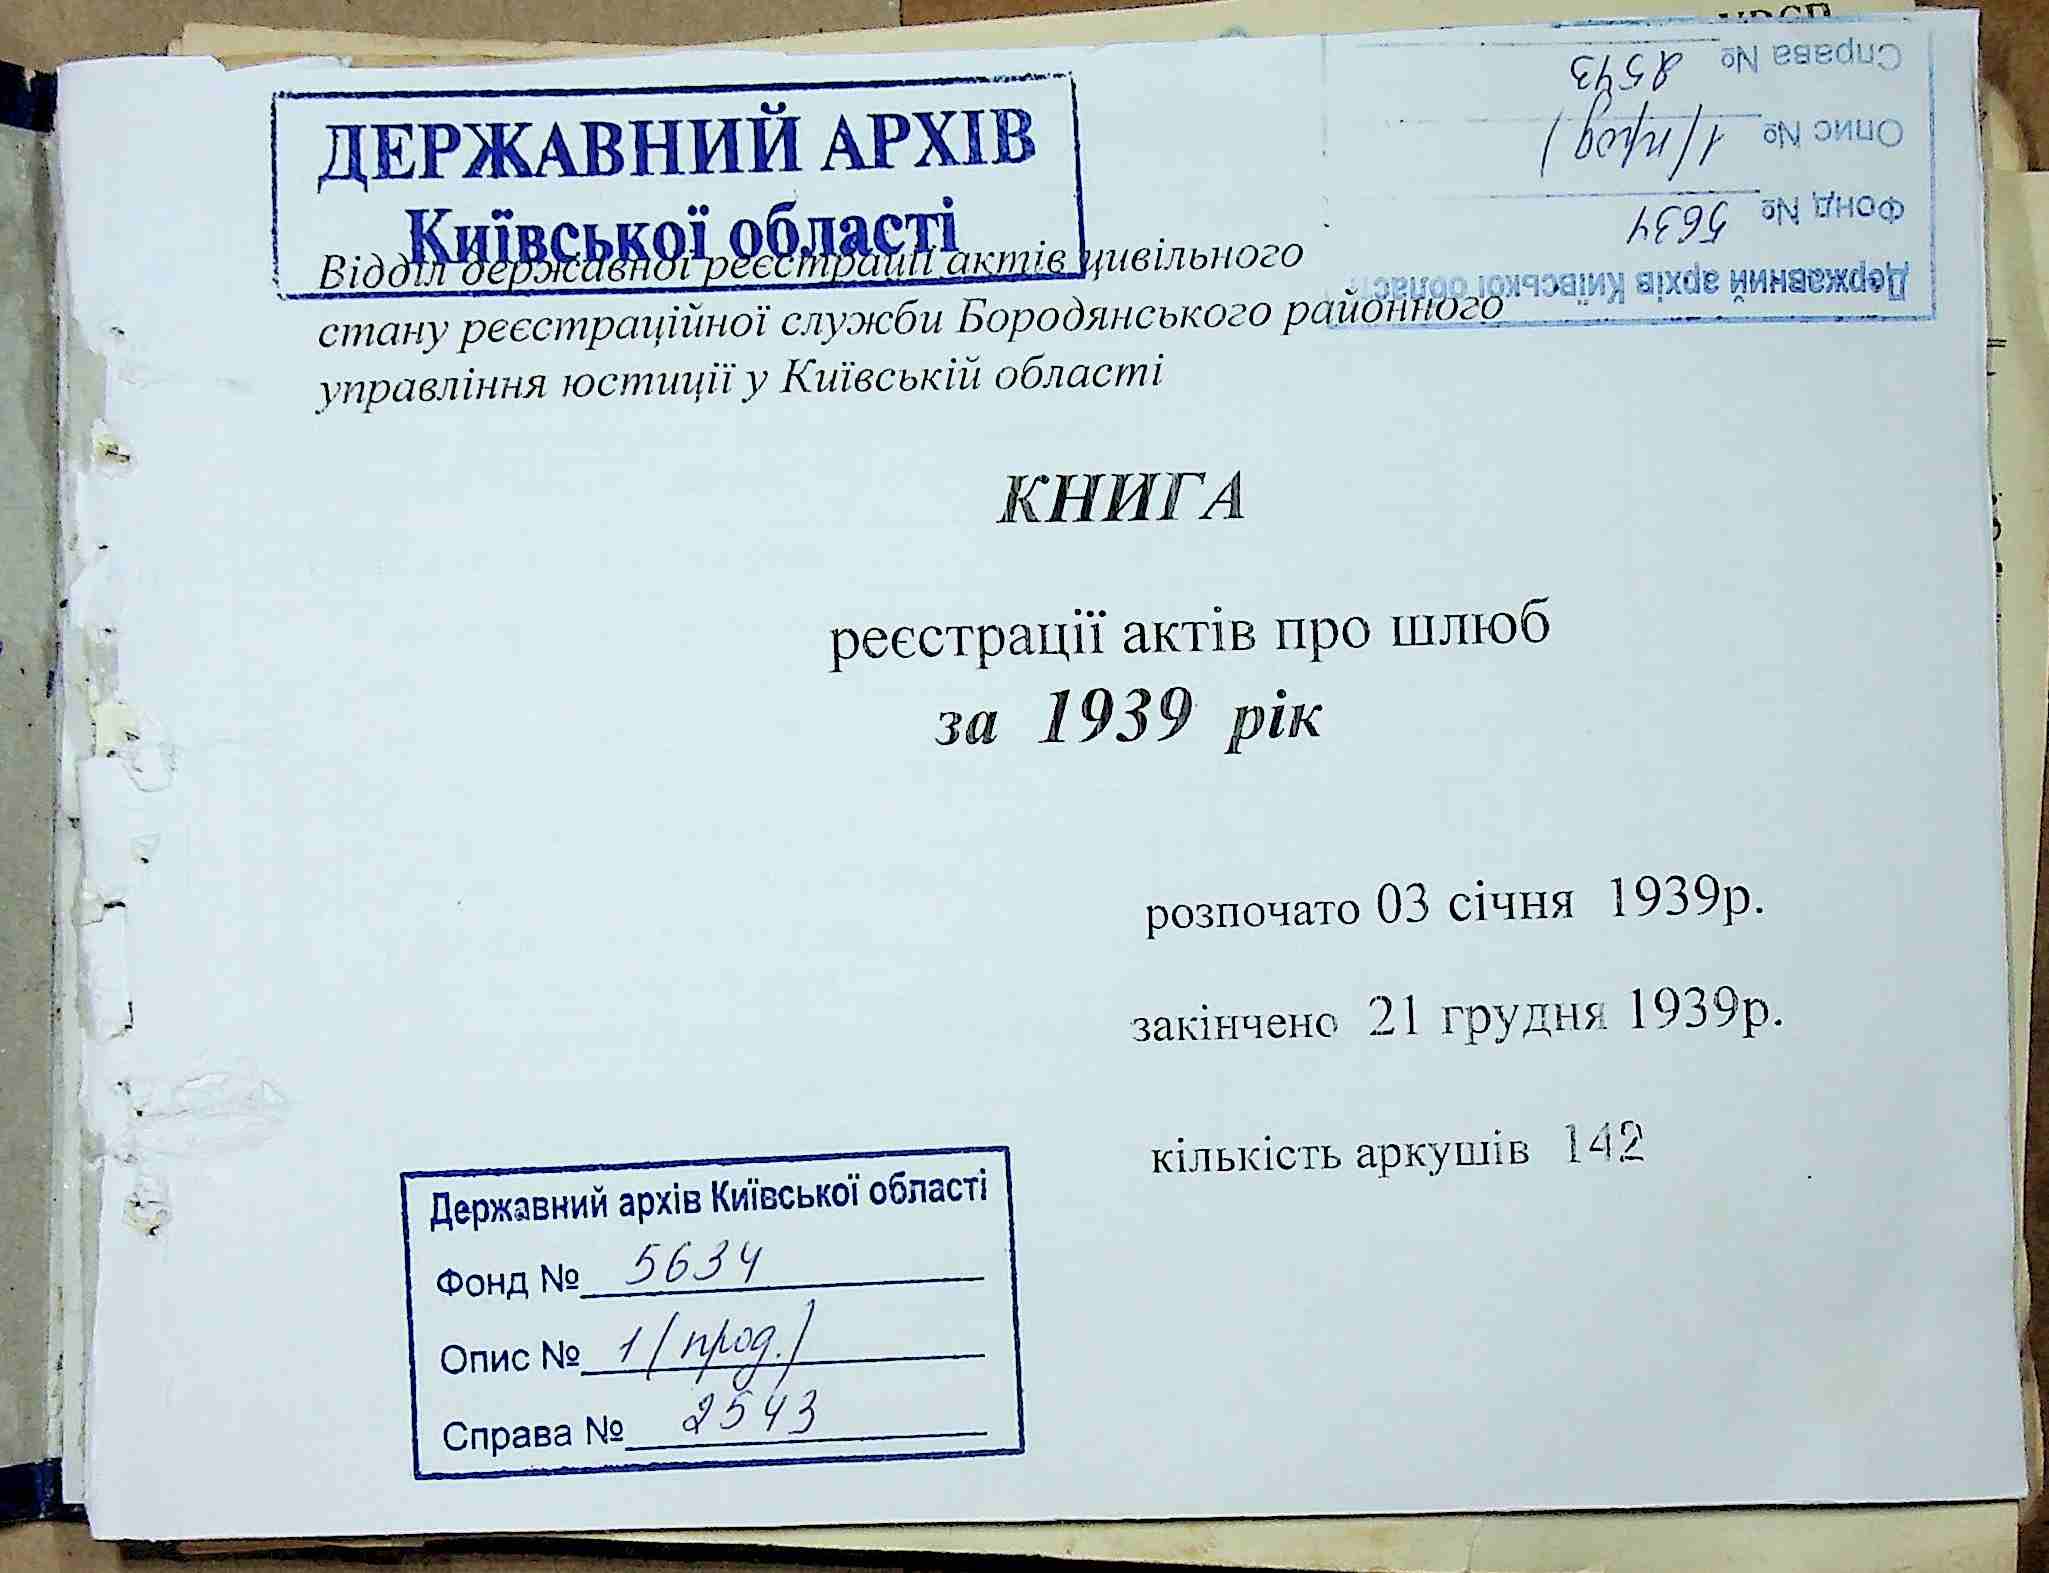 ДЕРЖАВНИЙ АРХІВ
Київської області
Відділ державної реєстрації актів цивільного
стану реєстраційної служби Бородянського районного
управління юстиції у Київській області
Державний архів Київської області
Фонд № 5634
Опис № 1 (прод)
Справа № 2543
КНИГА
реєстрації актів про шлюб
за 1939 рік
розпочато 03 січня 1939р.
закінчено 21 грудня 1939р.
кількість аркушів 142
Державний архів Київської області
Фонд № 5634
Опис № 1 (прод.)
Справа № 2543